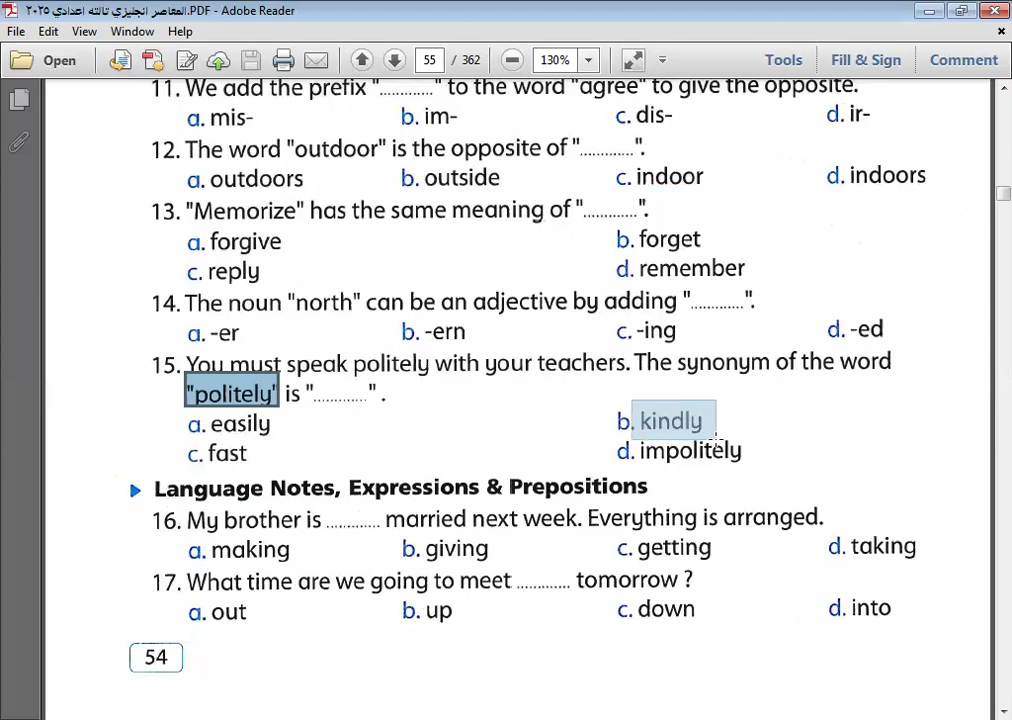 المعاصر انجليزي تالته اعدادي ٢٠٢٥.PDF - Adobe Reader
File Edit View Window Help
Open 55 / 362 130% Tools Fill & Sign Comment
11. We add the prefix "............." to the word "agree" to give the opposite.
a. mis- b. im- c. dis- d. ir-
12. The word "outdoor" is the opposite of ".............".
a. outdoors b. outside c. indoor d. indoors
13. "Memorize" has the same meaning of ".............".
a. forgive b. forget
c. reply d. remember
14. The noun "north" can be an adjective by adding ".............".
a. -er b. -ern c. -ing d. -ed
15. You must speak politely with your teachers. The synonym of the word
"politely" is "............." .
a. easily b. kindly
c. fast d. impolitely
Language Notes, Expressions & Prepositions
16. My brother is ............. married next week. Everything is arranged.
a. making b. giving c. getting d. taking
17. What time are we going to meet ............. tomorrow ?
a. out b. up c. down d. into
54